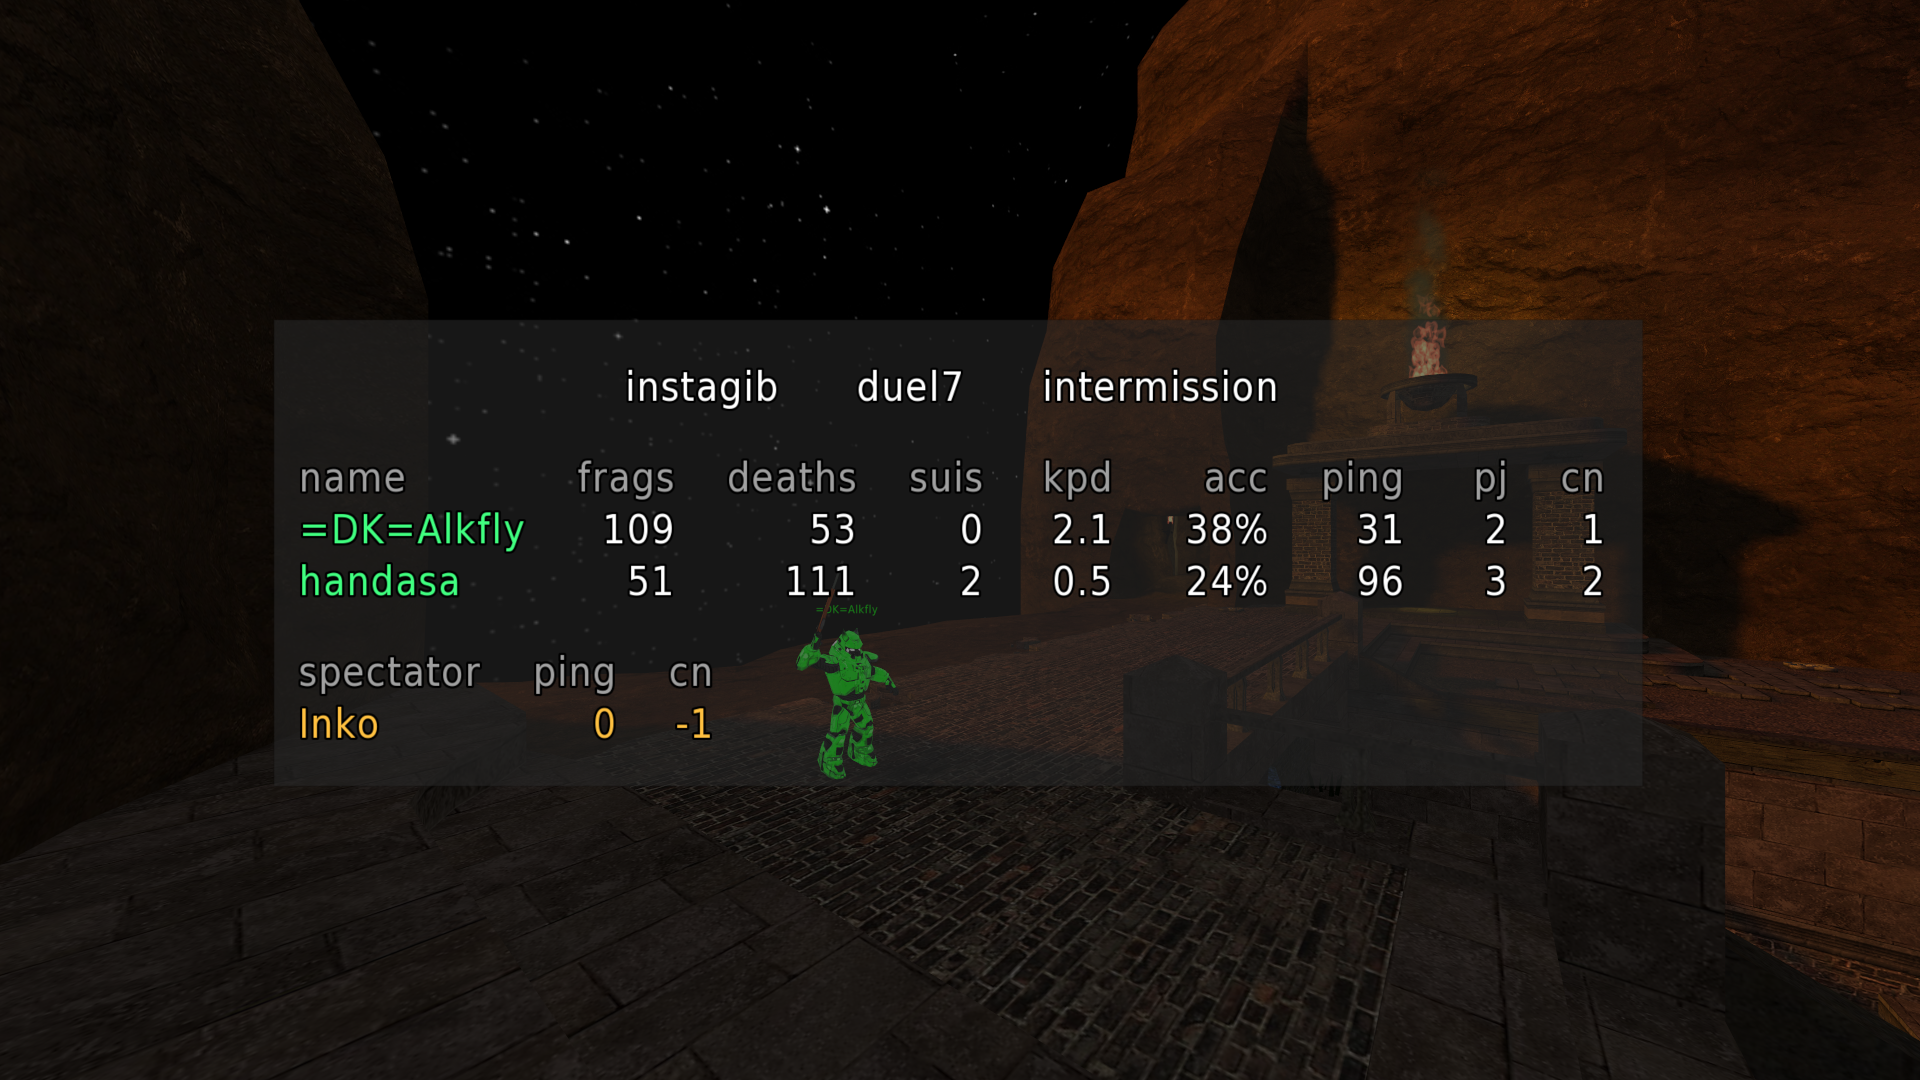 instagib duel7 intermission
name frags deaths suis kpd acc ping pj cn
=DK=Alkfly 109 53 0 2.1 38% 31 2 1
handasa 51 111 2 0.5 24% 96 3 2
=DK=Alkfly
spectator ping cn
Inko 0 -1